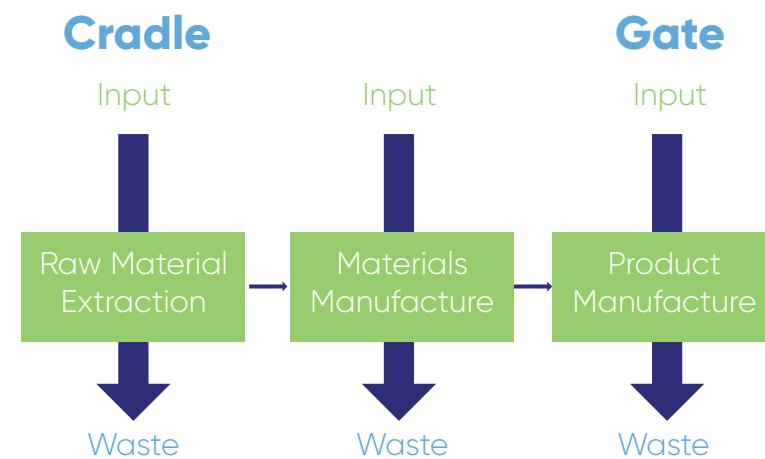 Cradle
Gate
Input
Input
Input
Raw Material
Extraction
Materials
Manufacture
Product
Manufacture
Waste
Waste
Waste